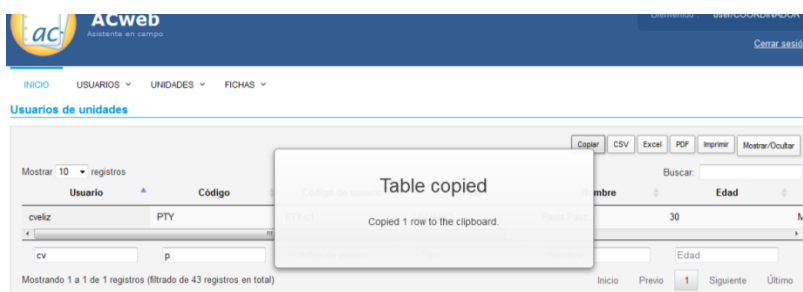 ac
ACweb
Asistente en campo
Bienvenido : user/COORDINADOR
Cerrar sesió
INICIO USUARIOS UNIDADES FICHAS
Usuarios de unidades
Copiar CSV Excel PDF Imprimir Mostrar/Ocultar
Mostrar 10 registros Buscar:
Usuario Código Código de usuario mbre Edad
cveliz PTY 30 M
Table copied
Copied 1 row to the clipboard.
cv p Edad
Mostrando 1 a 1 de 1 registros (filtrado de 43 registros en total) Inicio Previo 1 Siguiente Último